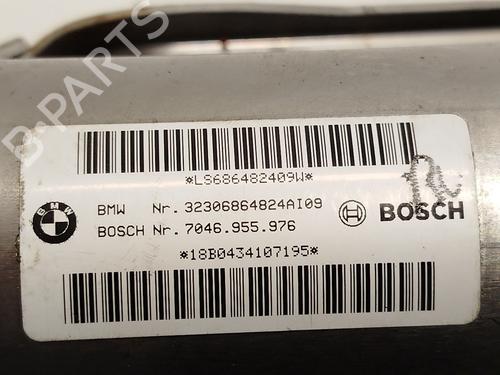 *LS686482409W*
BMW Nr. 32306864824AI09
BOSCH
BOSCH Nr. 7046.955.976
*18B0434107195*
B-PARTS